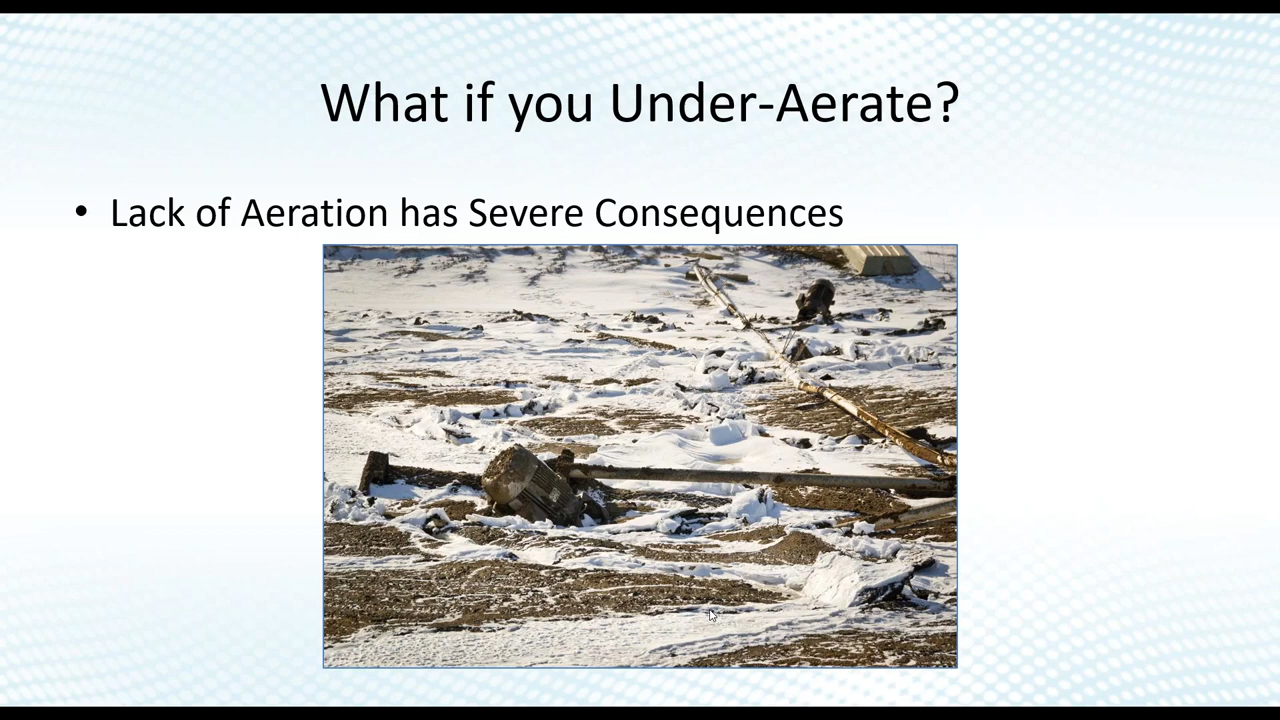 What if you Under-Aerate?
• Lack of Aeration has Severe Consequences